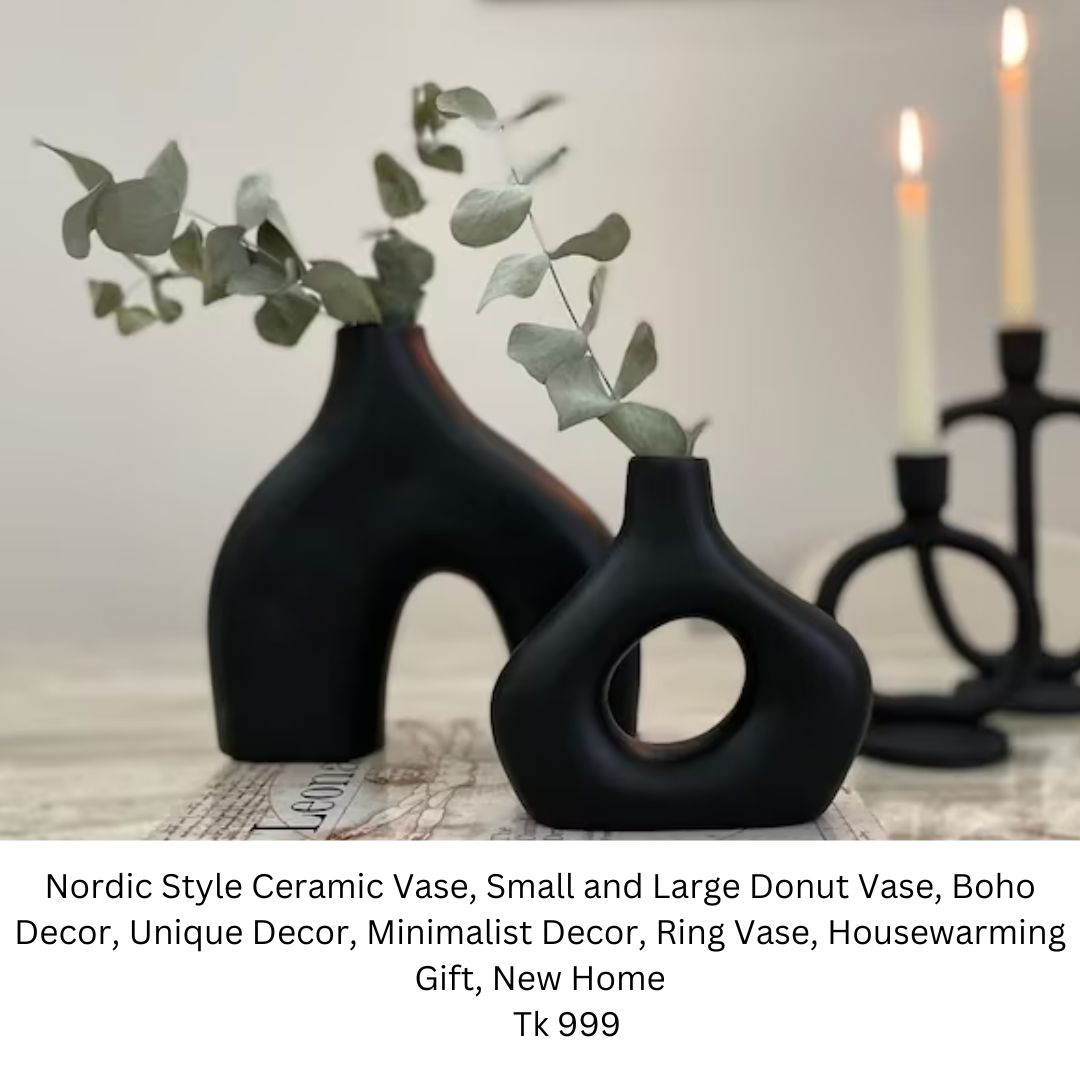 Leona
Nordic Style Ceramic Vase, Small and Large Donut Vase, Boho
Decor, Unique Decor, Minimalist Decor, Ring Vase, Housewarming
Gift, New Home
Tk 999